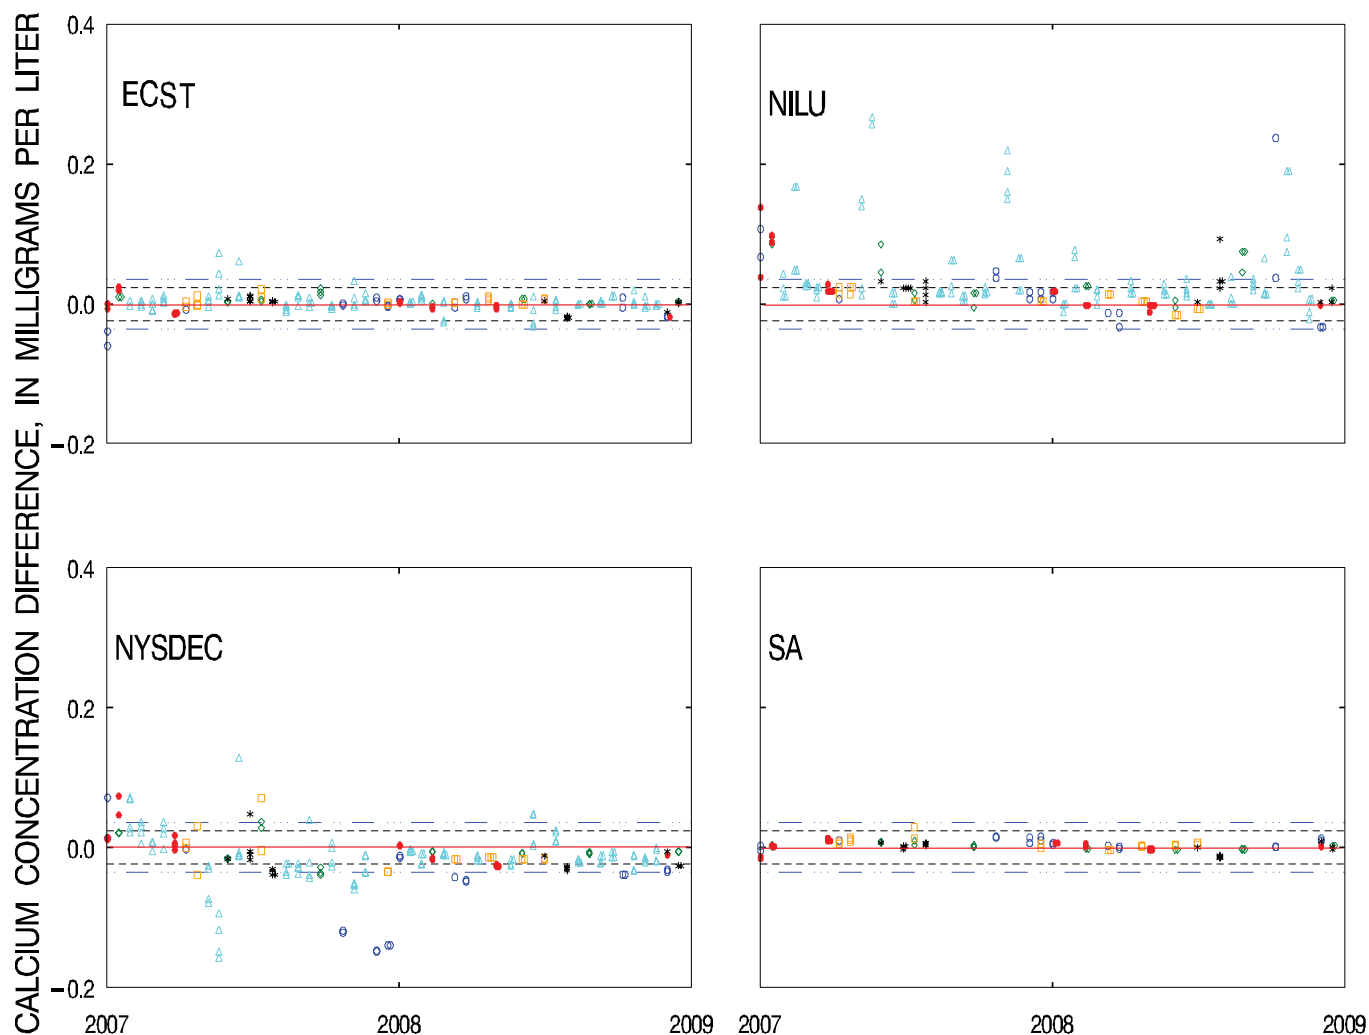 CALCIUM CONCENTRATION DIFFERENCE, IN MILLIGRAMS PER LITER
0.4
ECST
NILU
0.2
0.0
−0.2
0.4
NYSDEC
SA
0.2
0.0
−0.2
2007
2008
2009
2007
2008
2009